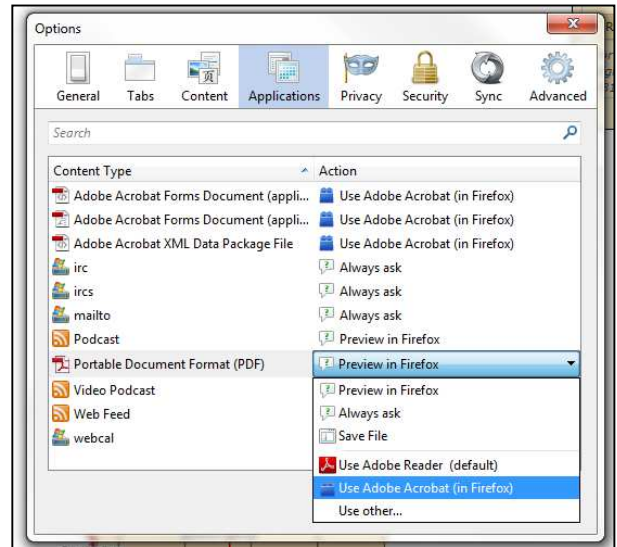 Options
General Tabs Content Applications Privacy Security Sync Advanced
Search
Content Type Action
Adobe Acrobat Forms Document (appli... Use Adobe Acrobat (in Firefox)
Adobe Acrobat Forms Document (appli... Use Adobe Acrobat (in Firefox)
Adobe Acrobat XML Data Package File Use Adobe Acrobat (in Firefox)
irc Always ask
ircs Always ask
mailto Always ask
Podcast Preview in Firefox
Portable Document Format (PDF) Preview in Firefox
Video Podcast Preview in Firefox
Web Feed Always ask
webcal Save File
Use Adobe Reader (default)
Use Adobe Acrobat (in Firefox)
Use other...